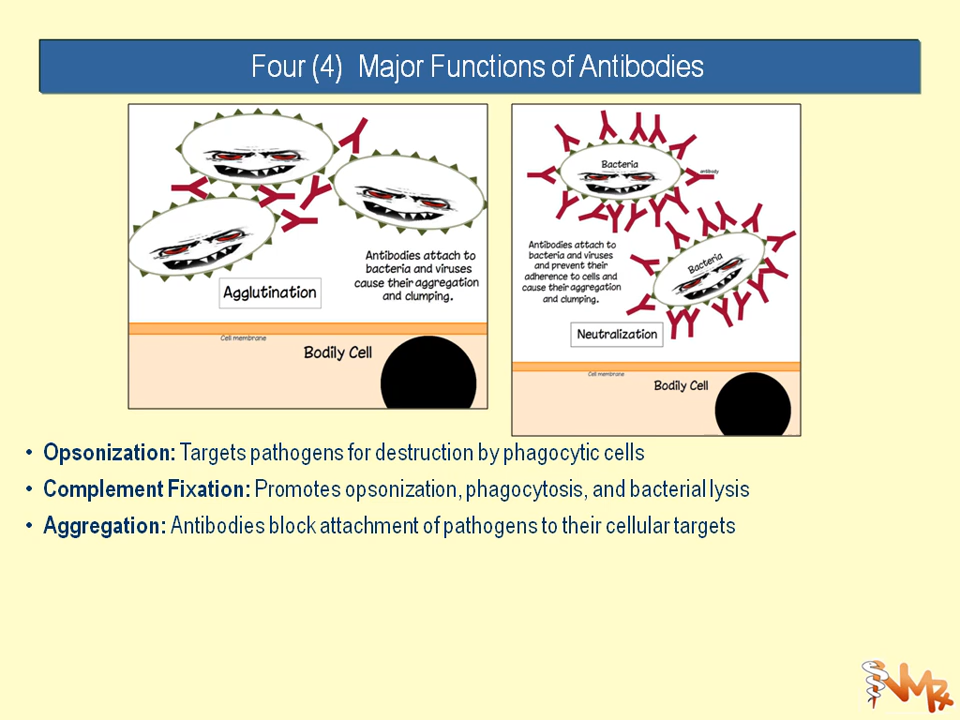 Four (4) Major Functions of Antibodies
Antibodies attach to
bacteria and viruses
cause their aggregation
and clumping.
Agglutination
Cell membrane
Bodily Cell
Bacteria
antibody
Antibodies attach to
bacteria and viruses
and prevent their
adherence to cells and
cause their aggregation
and clumping.
Bacteria
Neutralization
Cell membrane
Bodily Cell
• Opsonization: Targets pathogens for destruction by phagocytic cells
• Complement Fixation: Promotes opsonization, phagocytosis, and bacterial lysis
• Aggregation: Antibodies block attachment of pathogens to their cellular targets
VMRx